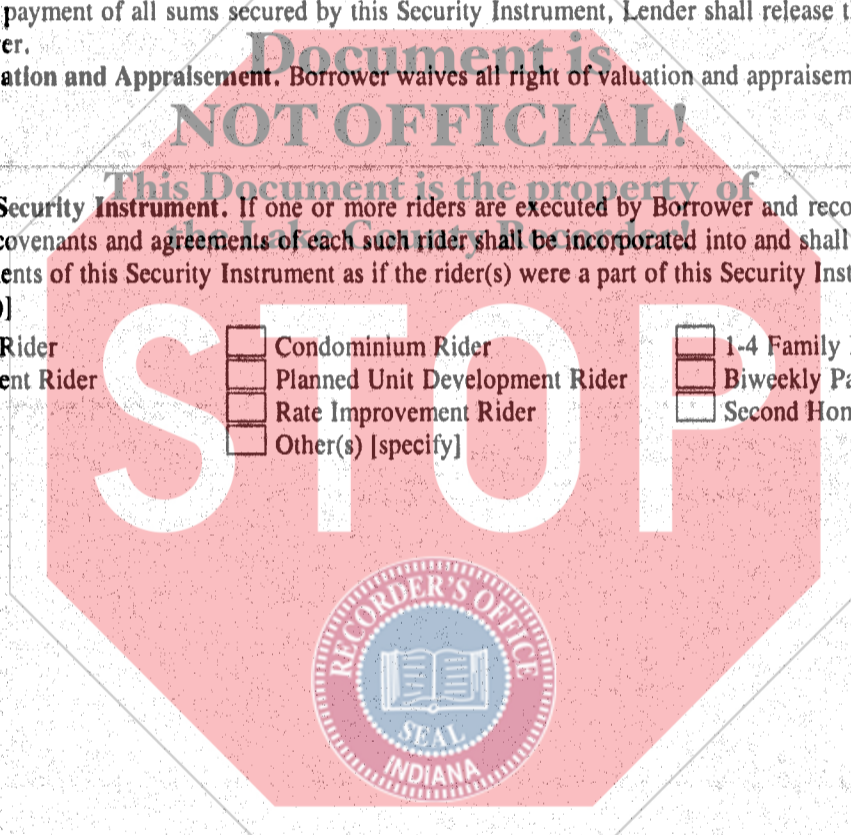 payment of all sums secured by this Security Instrument, Lender shall release t
er.
Document is
ation and Appraisement. Borrower waives all right of valuation and appraisem
NOT OFFICIAL!
This Document is the property of
Security Instrument. If one or more riders are executed by Borrower and reco
the Lake County Recorder!
covenants and agreements of each such rider shall be incorporated into and shall
ents of this Security Instrument as if the rider(s) were a part of this Security Inst
)]
Rider Condominium Rider 1-4 Family
ent Rider Planned Unit Development Rider Biweekly Pa
Rate Improvement Rider Second Hom
Other(s) [specify]
STOP
RECORDER'S OFFICE
SEAL
INDIANA